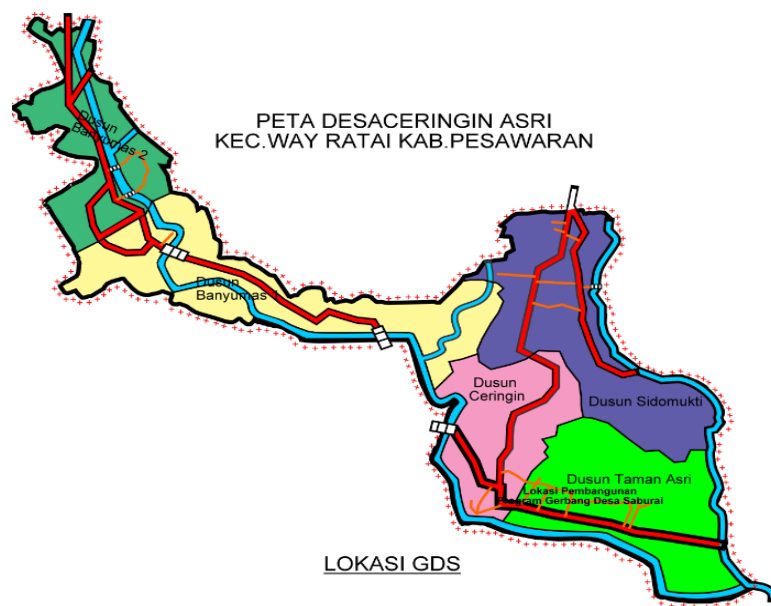 PETA DESACERINGIN ASRI
KEC.WAY RATAI KAB.PESAWARAN
Dusun
Banyumas 2
Dusun
Banyumas 1
Dusun
Ceringin
Dusun Sidomukti
Dusun Taman Asri
Lokasi Pembangunan
Program Gerbang Desa Saburai
LOKASI GDS